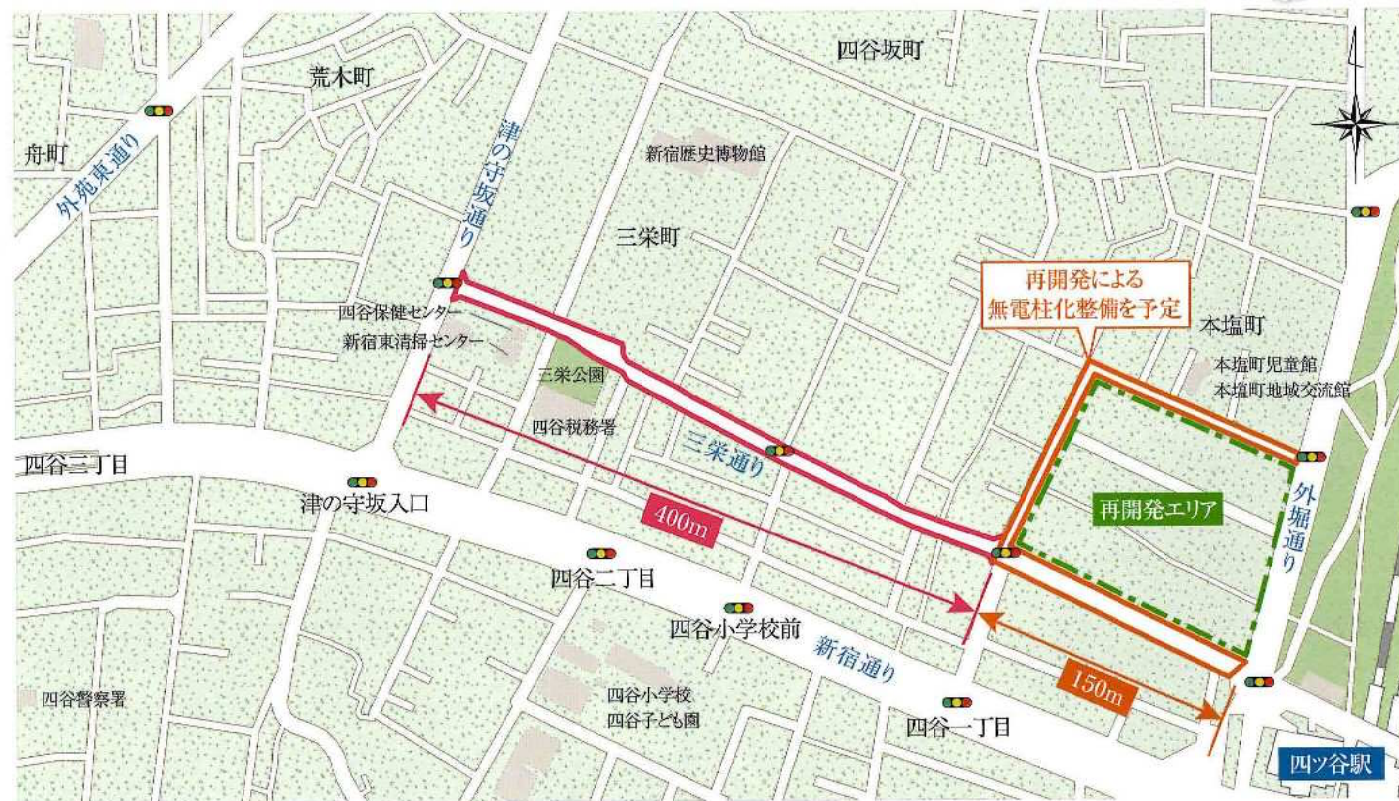 四谷坂町
荒木町
舟町
外苑東通り
津の守坂通り
新宿歴史博物館
三栄町
再開発による
無電柱化整備を予定
本塩町
四谷保健センター
新宿東清掃センター
三栄公園
四谷税務署
本塩町児童館
本塩町地域交流館
三栄通り
四谷三丁目
津の守坂入口
400m
再開発エリア
外堀通り
四谷二丁目
四谷小学校前
新宿通り
150m
四谷警察署
四谷小学校
四谷子ども園
四谷一丁目
四ツ谷駅